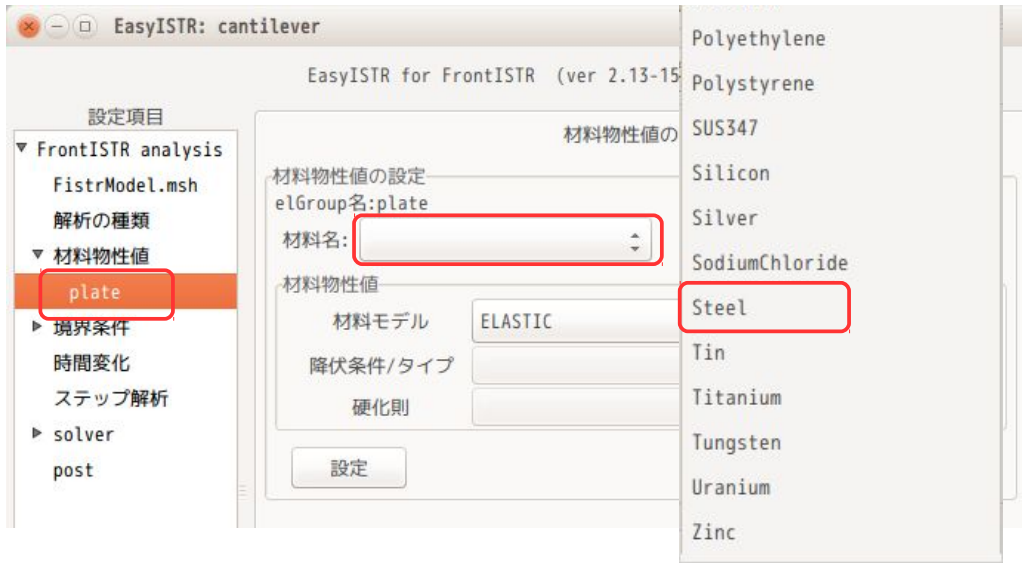 EasyISTR: cantilever
EasyISTR for FrontISTR (ver 2.13-15
設定項目
FrontISTR analysis
FistrModel.msh
解析の種類
材料物性値
plate
境界条件
時間変化
ステップ解析
solver
post
材料物性値の
材料物性値の設定
elGroup名:plate
材料名:
材料物性値
材料モデル ELASTIC
降伏条件/タイプ
硬化則
設定
Polyethylene
Polystyrene
SUS347
Silicon
Silver
SodiumChloride
Steel
Tin
Titanium
Tungsten
Uranium
Zinc